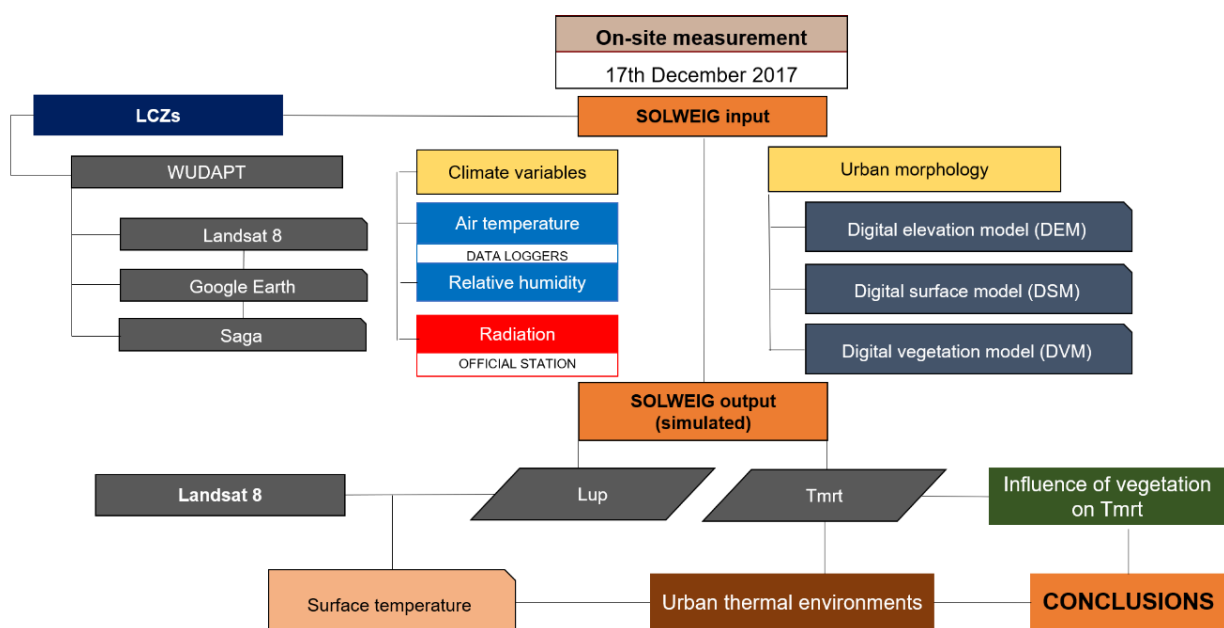 On-site measurement
17th December 2017
LCZs
SOLWEIG input
WUDAPT
Landsat 8
Google Earth
Saga
Climate variables
Air temperature
DATA LOGGERS
Relative humidity
Radiation
OFFICIAL STATION
Urban morphology
Digital elevation model (DEM)
Digital surface model (DSM)
Digital vegetation model (DVM)
SOLWEIG output
(simulated)
Landsat 8
Lup
Tmrt
Influence of vegetation
on Tmrt
Surface temperature
Urban thermal environments
CONCLUSIONS